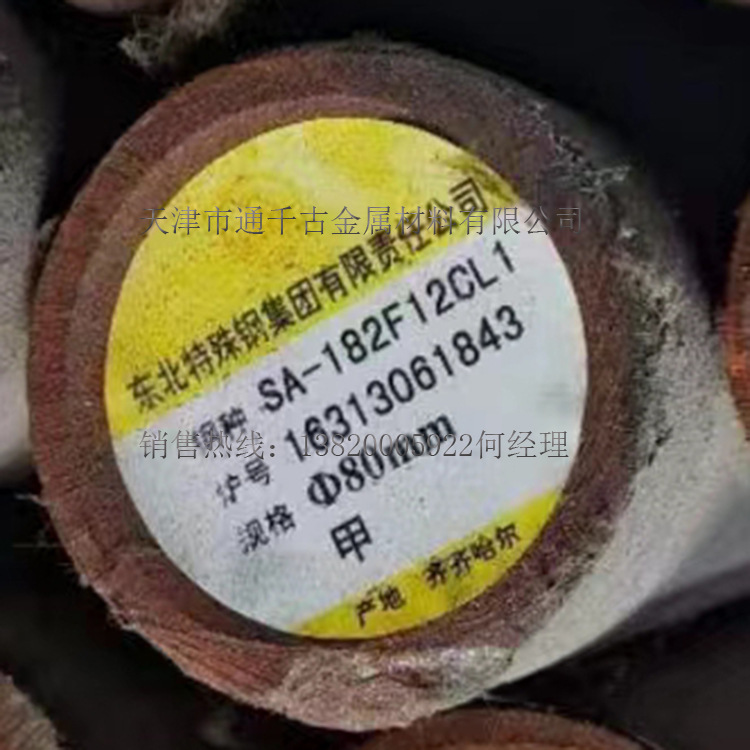 天津市通千古金属材料有限公司
东北特殊钢集团有限责任公司
钢种 SA-182F12CL1
炉号 16313061843
销售热线：19820005022何经理
规格 Φ80mm
甲
产地 齐齐哈尔